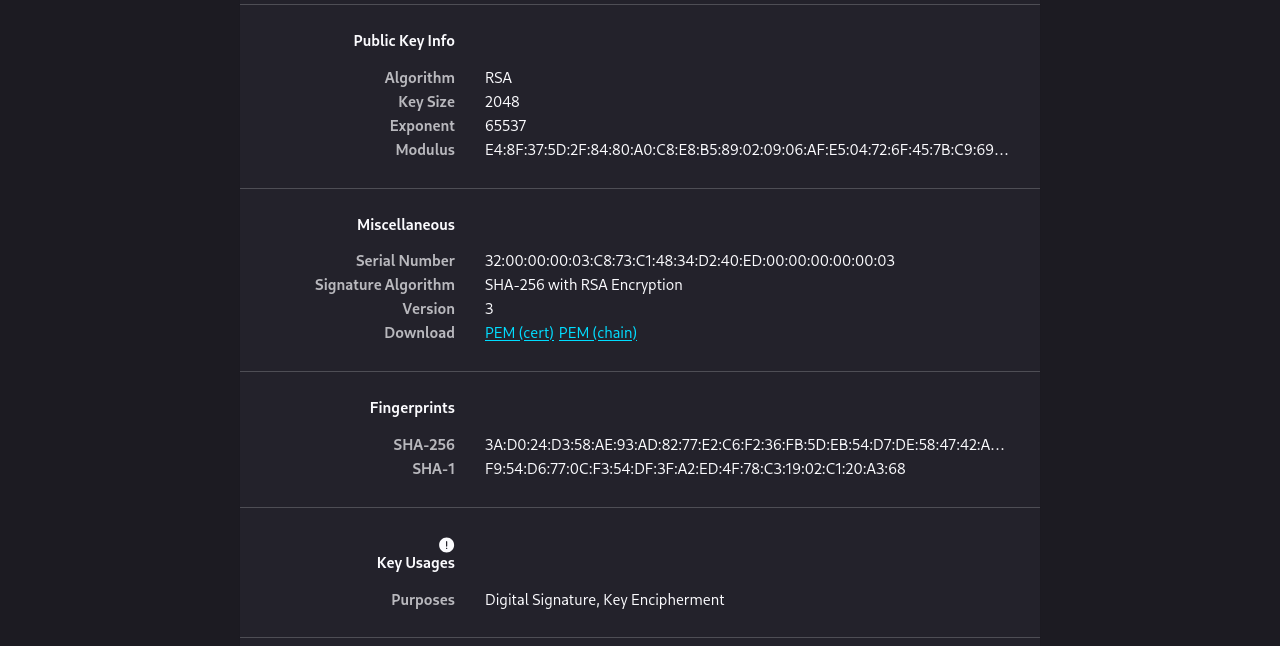 Public Key Info
Algorithm RSA
Key Size 2048
Exponent 65537
Modulus E4:8F:37:5D:2F:84:80:A0:C8:E8:B5:89:02:09:06:AF:E5:04:72:6F:45:7B:C9:69…
Miscellaneous
Serial Number 32:00:00:00:03:C8:73:C1:48:34:D2:40:ED:00:00:00:00:00:03
Signature Algorithm SHA-256 with RSA Encryption
Version 3
Download PEM (cert) PEM (chain)
Fingerprints
SHA-256 3A:D0:24:D3:58:AE:93:AD:82:77:E2:C6:F2:36:FB:5D:EB:54:D7:DE:58:47:42:A…
SHA-1 F9:54:D6:77:0C:F3:54:DF:3F:A2:ED:4F:78:C3:19:02:C1:20:A3:68
Key Usages
Purposes Digital Signature, Key Encipherment